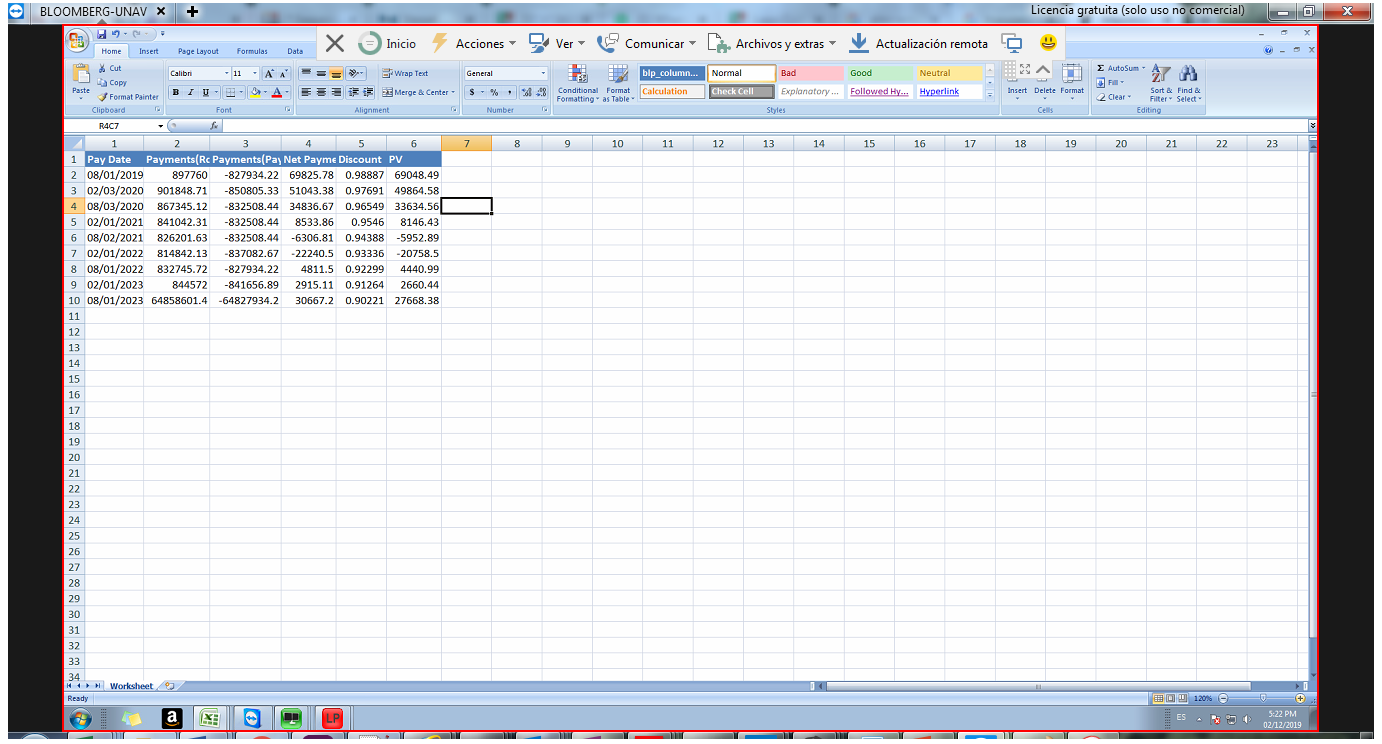 BLOOMBERG-UNAV
Licencia gratuita (solo uso no comercial)
Home Insert Page Layout Formulas Data
Inicio Acciones Ver Comunicar Archivos y extras Actualización remota
Paste
Cut
Copy
Format Painter
Clipboard
Calibri 11
B I U
Font
Wrap Text
Merge & Center
Alignment
General
$ % ,
Number
Conditional Formatting
Format as Table
blp_column... Normal Bad Good Neutral
Calculation Check Cell Explanatory ... Followed Hy... Hyperlink
Styles
Insert Delete Format
Cells
AutoSum
Fill
Clear
Sort & Filter
Find & Select
Editing
R4C7 fx
1 2 3 4 5 6 7 8 9 10 11 12 13 14 15 16 17 18 19 20 21 22 23
1 Pay Date Payments(Rc Payments(Pay Net Payme Discount PV
2 08/01/2019 897760 -827934.22 69825.78 0.98887 69048.49
3 02/03/2020 901848.71 -850805.33 51043.38 0.97691 49864.58
4 08/03/2020 867345.12 -832508.44 34836.67 0.96549 33634.56
5 02/01/2021 841042.31 -832508.44 8533.86 0.9546 8146.43
6 08/02/2021 826201.63 -832508.44 -6306.81 0.94388 -5952.89
7 02/01/2022 814842.13 -837082.67 -22240.5 0.93336 -20758.5
8 08/01/2022 832745.72 -827934.22 4811.5 0.92299 4440.99
9 02/01/2023 844572 -841656.89 2915.11 0.91264 2660.44
10 08/01/2023 64858601.4 -64827934.2 30667.2 0.90221 27668.38
11
12
13
14
15
16
17
18
19
20
21
22
23
24
25
26
27
28
29
30
31
32
33
34
Worksheet
Ready
120%
a
LP
ES
5:22 PM
02/12/2019